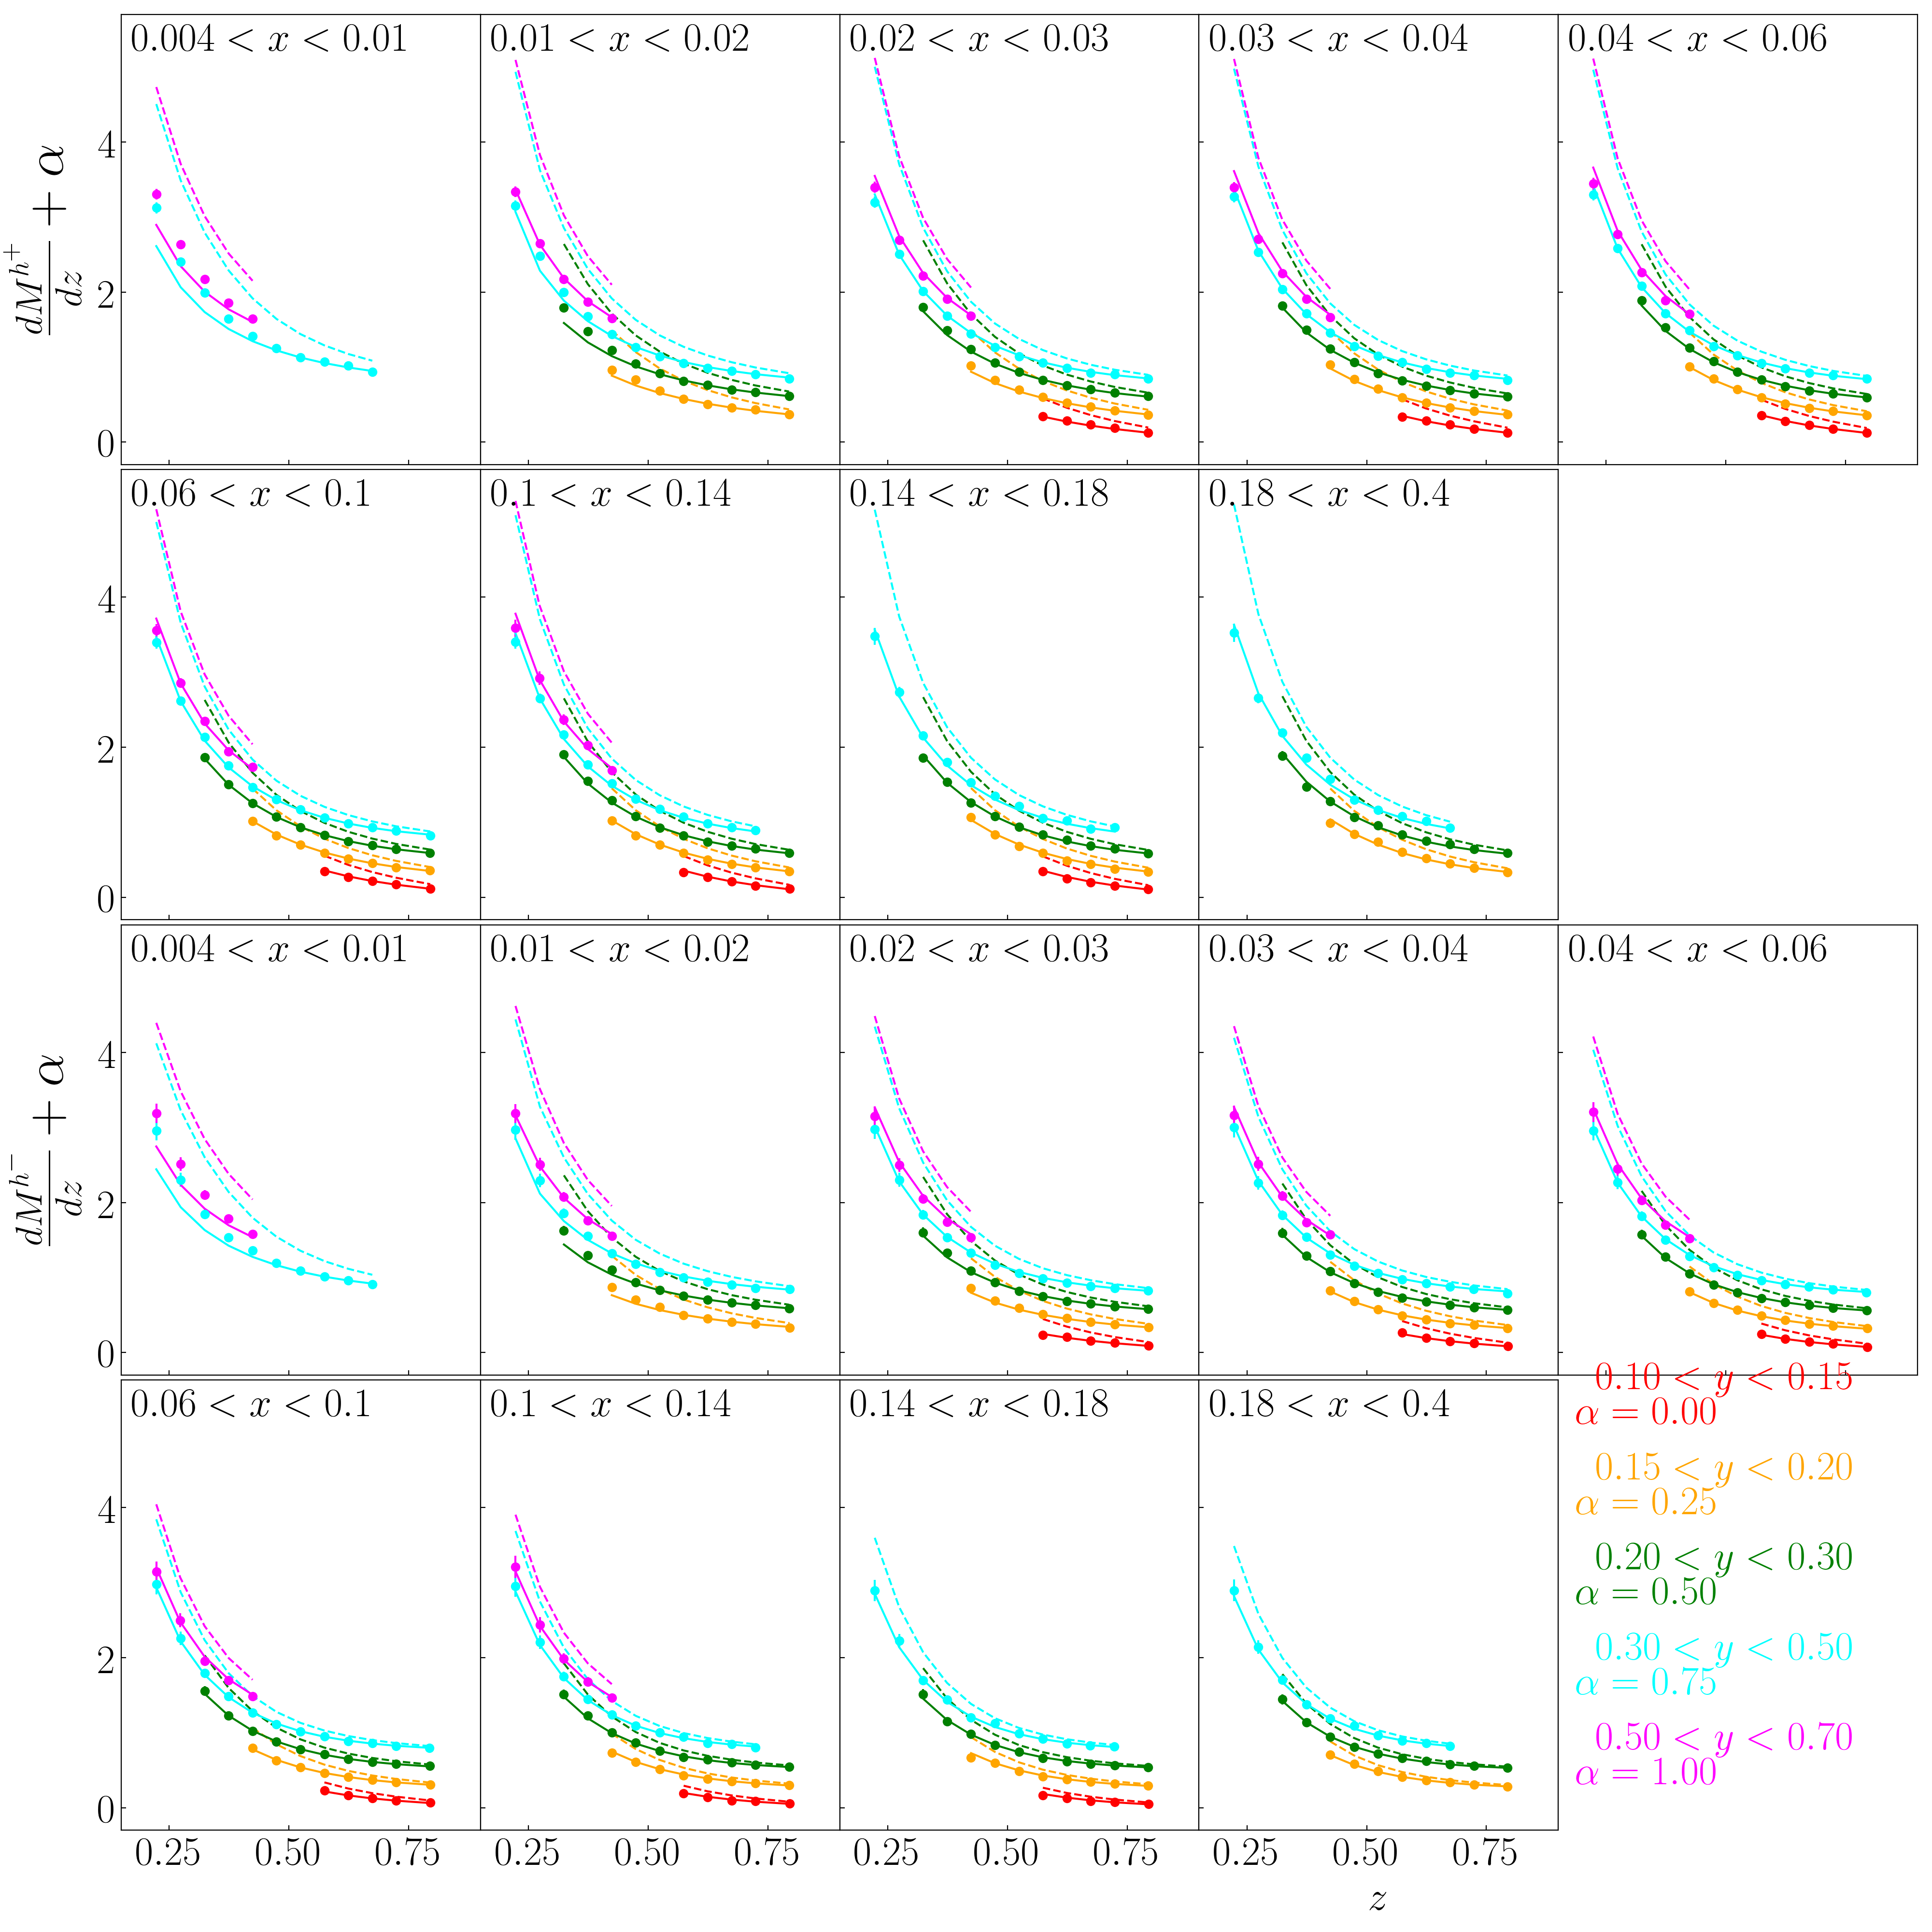 0.004 < x < 0.01
0.01 < x < 0.02
0.02 < x < 0.03
0.03 < x < 0.04
0.04 < x < 0.06
dM^{h^+}/dz + α
4
2
0
0.06 < x < 0.1
0.1 < x < 0.14
0.14 < x < 0.18
0.18 < x < 0.4
4
2
0
0.004 < x < 0.01
0.01 < x < 0.02
0.02 < x < 0.03
0.03 < x < 0.04
0.04 < x < 0.06
dM^{h^-}/dz + α
4
2
0
0.06 < x < 0.1
0.1 < x < 0.14
0.14 < x < 0.18
0.18 < x < 0.4
4
2
0
0.10 < y < 0.15
α = 0.00
0.15 < y < 0.20
α = 0.25
0.20 < y < 0.30
α = 0.50
0.30 < y < 0.50
α = 0.75
0.50 < y < 0.70
α = 1.00
0.25 0.50 0.75
0.25 0.50 0.75
0.25 0.50 0.75
0.25 0.50 0.75
z